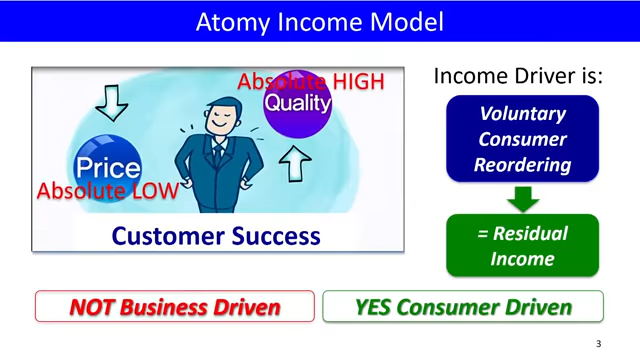 Atomy Income Model
Absolute HIGH
Quality
Price
Absolute LOW
Customer Success
Income Driver is:
Voluntary
Consumer
Reordering
= Residual
Income
NOT Business Driven
YES Consumer Driven
3